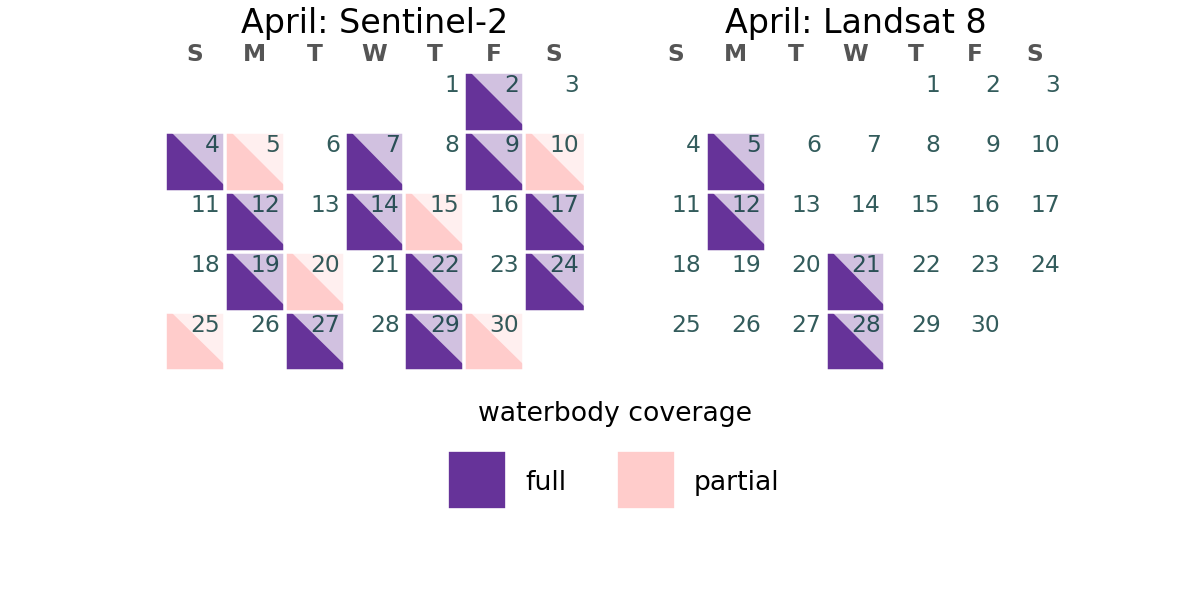 April: Sentinel-2
S M T W T F S
1 2 3
4 5 6 7 8 9 10
11 12 13 14 15 16 17
18 19 20 21 22 23 24
25 26 27 28 29 30
April: Landsat 8
S M T W T F S
1 2 3
4 5 6 7 8 9 10
11 12 13 14 15 16 17
18 19 20 21 22 23 24
25 26 27 28 29 30
waterbody coverage
full
partial